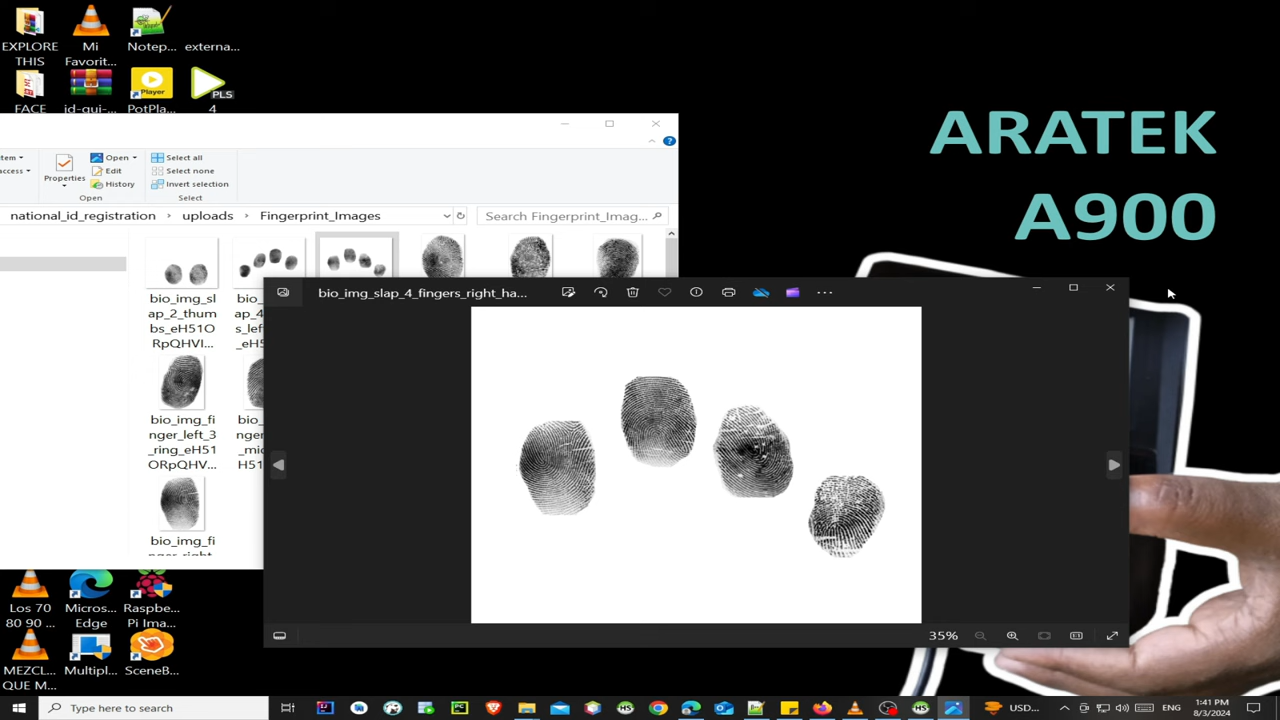 EXPLORE
THIS
Mi
Favorit...
Notep...
externa...
FACE
id-gui-...
Player
PotPla...
PLS
4
ARATEK
A900
Properties
Open
Edit
History
Open
Select all
Select none
Invert selection
Select
national_id_registration > uploads > Fingerprint_Images
Search Fingerprint_Imag...
bio_img_sl
ap_2_thum
bs_eH51O
RpQHVI...
bio_img_fi
nger_left_3
_ring_eH51
ORpQHV...
bio_img_fi
bio_img_slap_4_fingers_right_ha...
35%
Los 70
80 90 ...
Micros...
Edge
Raspbe...
Pi Ima...
MEZCL...
QUE M...
Multipl...
SceneB...
Type here to search
USD...
ENG
1:41 PM
8/3/2024